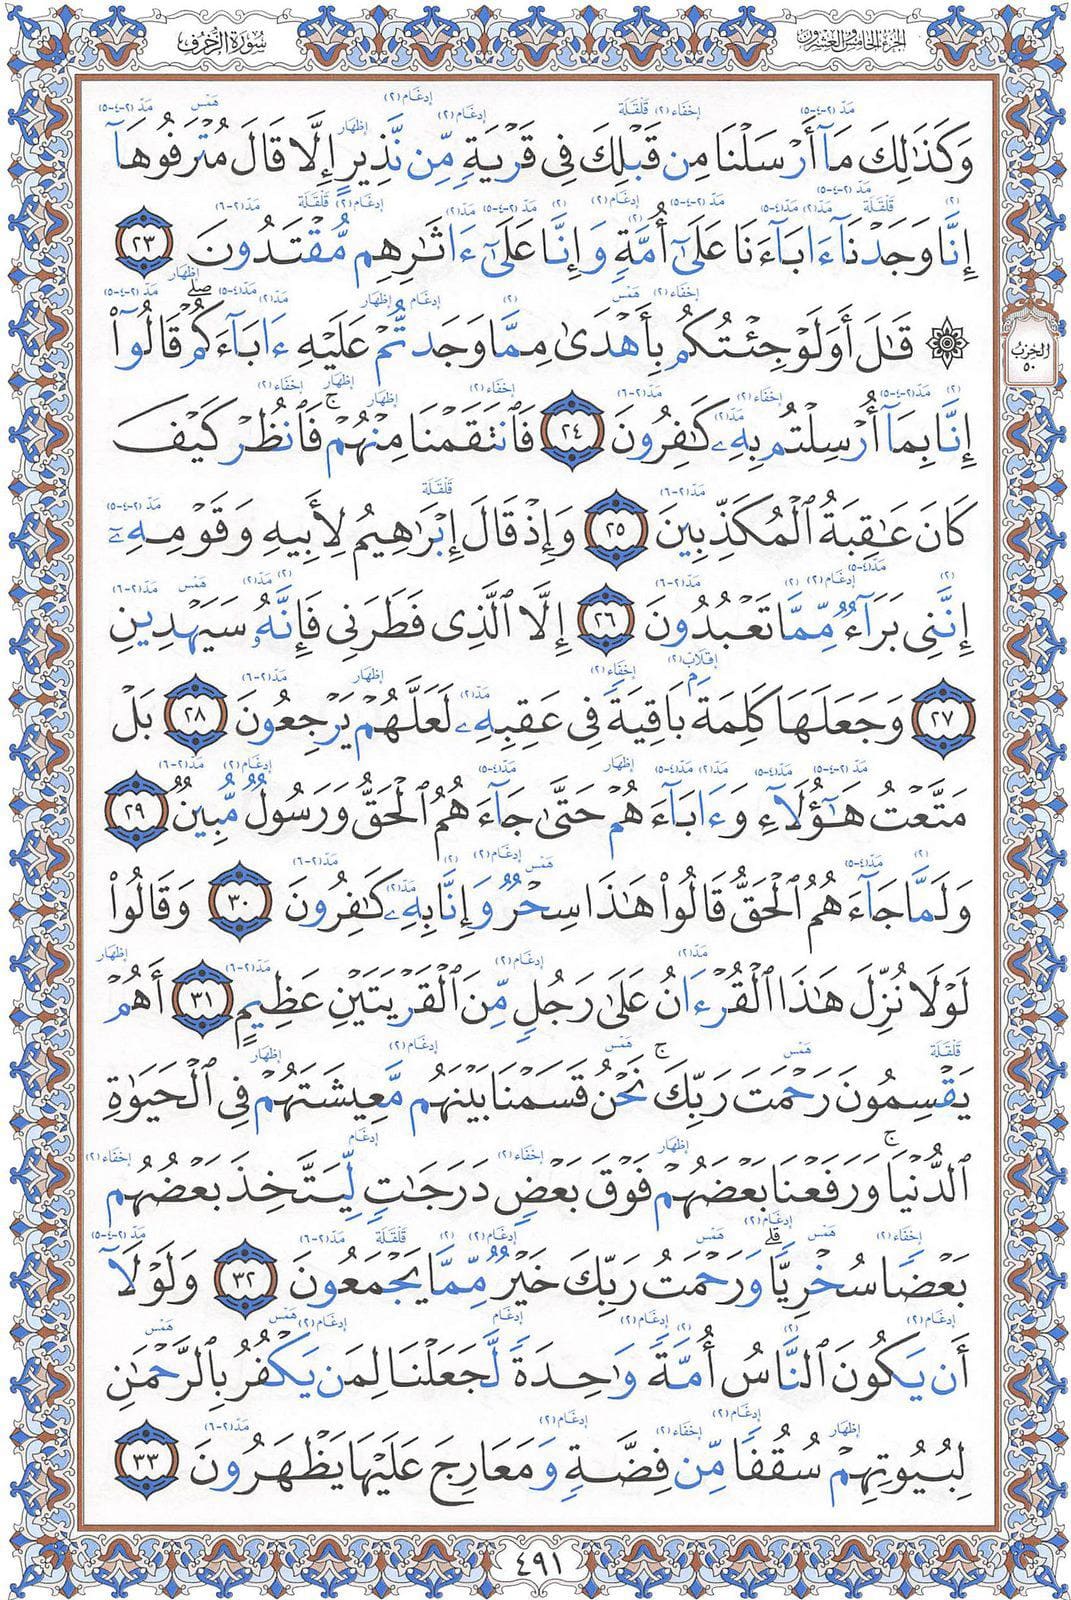 الجزء الخامس والعشرون
سورة الزخرف
وَكَذَٰلِكَ مَآ أَرْسَلْنَا مِن قَبْلِكَ فِى قَرْيَةٍ مِّن نَّذِيرٍ إِلَّا قَالَ مُتْرَفُوهَآ
إِنَّا وَجَدْنَآ ءَابَآءَنَا عَلَىٰٓ أُمَّةٍ وَإِنَّا عَلَىٰٓ ءَاثَٰرِهِم مُّقْتَدُونَ ٢٣
۞ قَٰلَ أَوَلَوْ جِئْتُكُم بِأَهْدَىٰ مِمَّا وَجَدتُّمْ عَلَيْهِ ءَابَآءَكُمْ ۖ قَالُوٓا۟
إِنَّا بِمَآ أُرْسِلْتُم بِهِۦ كَٰفِرُونَ ٢٤ فَٱنتَقَمْنَا مِنْهُمْ ۖ فَٱنظُرْ كَيْفَ
كَانَ عَٰقِبَةُ ٱلْمُكَذِّبِينَ ٢٥ وَإِذْ قَالَ إِبْرَٰهِيمُ لِأَبِيهِ وَقَوْمِهِۦٓ
إِنَّنِى بَرَآءٌ مِّمَّا تَعْبُدُونَ ٢٦ إِلَّا ٱلَّذِى فَطَرَنِى فَإِنَّهُۥ سَيَهْدِينِ
٢٧ وَجَعَلَهَا كَلِمَةًۢ بَاقِيَةً فِى عَقِبِهِۦ لَعَلَّهُمْ يَرْجِعُونَ ٢٨ بَلْ
مَتَّعْتُ هَٰٓؤُلَآءِ وَءَابَآءَهُمْ حَتَّىٰ جَآءَهُمُ ٱلْحَقُّ وَرَسُولٌ مُّبِينٌ ٢٩
وَلَمَّا جَآءَهُمُ ٱلْحَقُّ قَالُوا۟ هَٰذَا سِحْرٌ وَإِنَّا بِهِۦ كَٰفِرُونَ ٣٠ وَقَالُوا۟
لَوْلَا نُزِّلَ هَٰذَا ٱلْقُرْءَانُ عَلَىٰ رَجُلٍ مِّنَ ٱلْقَرْيَتَيْنِ عَظِيمٍ ٣١ أَهُمْ
يَقْسِمُونَ رَحْمَتَ رَبِّكَ ۚ نَحْنُ قَسَمْنَا بَيْنَهُم مَّعِيشَتَهُمْ فِى ٱلْحَيَوٰةِ
ٱلدُّنْيَا ۚ وَرَفَعْنَا بَعْضَهُمْ فَوْقَ بَعْضٍ دَرَجَٰتٍ لِّيَتَّخِذَ بَعْضُهُم
بَعْضًا سُخْرِيًّا ۗ وَرَحْمَتُ رَبِّكَ خَيْرٌ مِّمَّا يَجْمَعُونَ ٣٢ وَلَوْلَآ
أَن يَكُونَ ٱلنَّاسُ أُمَّةً وَٰحِدَةً لَّجَعَلْنَا لِمَن يَكْفُرُ بِٱلرَّحْمَٰنِ
لِبُيُوتِهِمْ سُقُفًا مِّن فِضَّةٍ وَمَعَارِجَ عَلَيْهَا يَظْهَرُونَ ٣٣
الحزب
٥٠
٤٩١